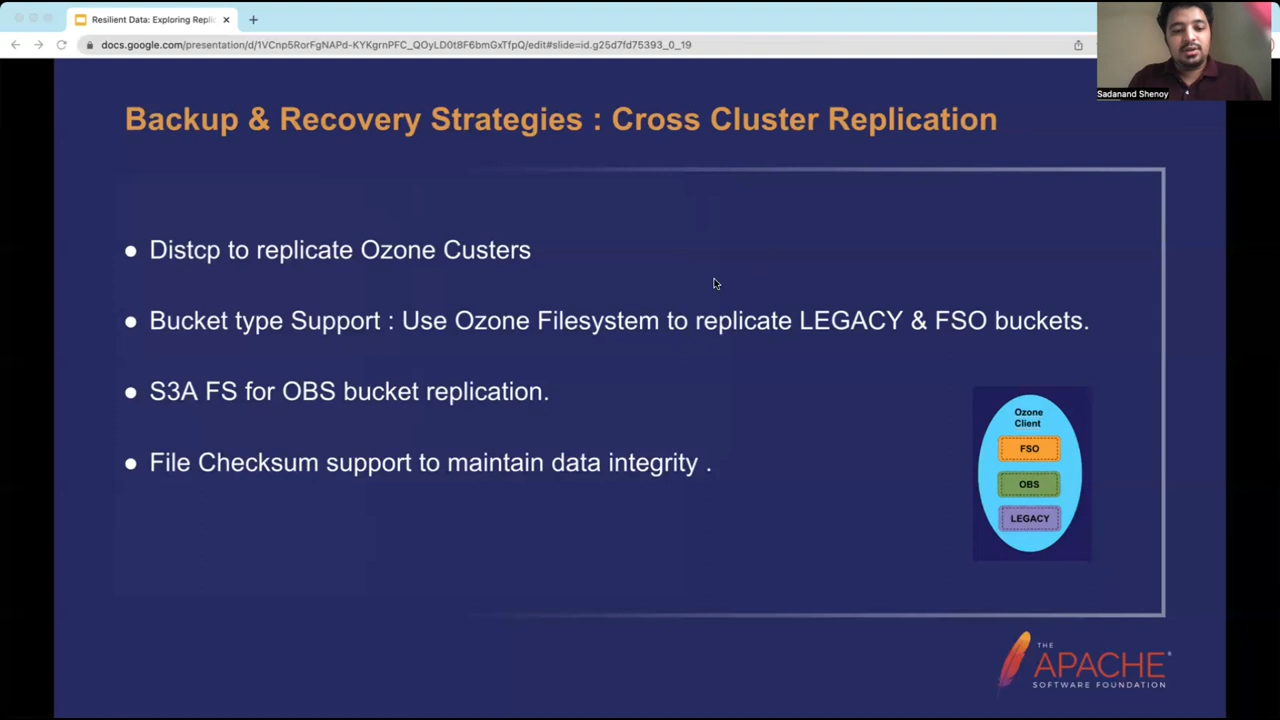 Resilient Data: Exploring Replic
docs.google.com/presentation/d/1VCnp5RorFgNAPd-KYKgrnPFC_QOyLD0t8F6bmGxTfpQ/edit#slide=id.g25d7fd75393_0_19
Sadanand Shenoy
Backup & Recovery Strategies : Cross Cluster Replication
● Distcp to replicate Ozone Custers
● Bucket type Support : Use Ozone Filesystem to replicate LEGACY & FSO buckets.
● S3A FS for OBS bucket replication.
● File Checksum support to maintain data integrity .
Ozone
Client
FSO
OBS
LEGACY
THE
APACHE
SOFTWARE FOUNDATION